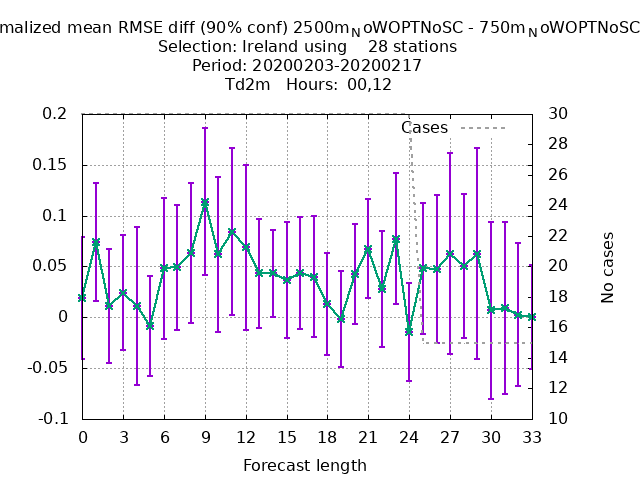 malized mean RMSE diff (90% conf) 2500mNoWOPTNoSC - 750mNoWOPTNoSC
Selection: Ireland using 28 stations
Period: 20200203-20200217
Td2m Hours: 00,12
0.2
0.15
0.1
0.05
0
-0.05
-0.1
Cases
30
28
26
24
22
20
18
16
14
12
10
No cases
0 3 6 9 12 15 18 21 24 27 30 33
Forecast length